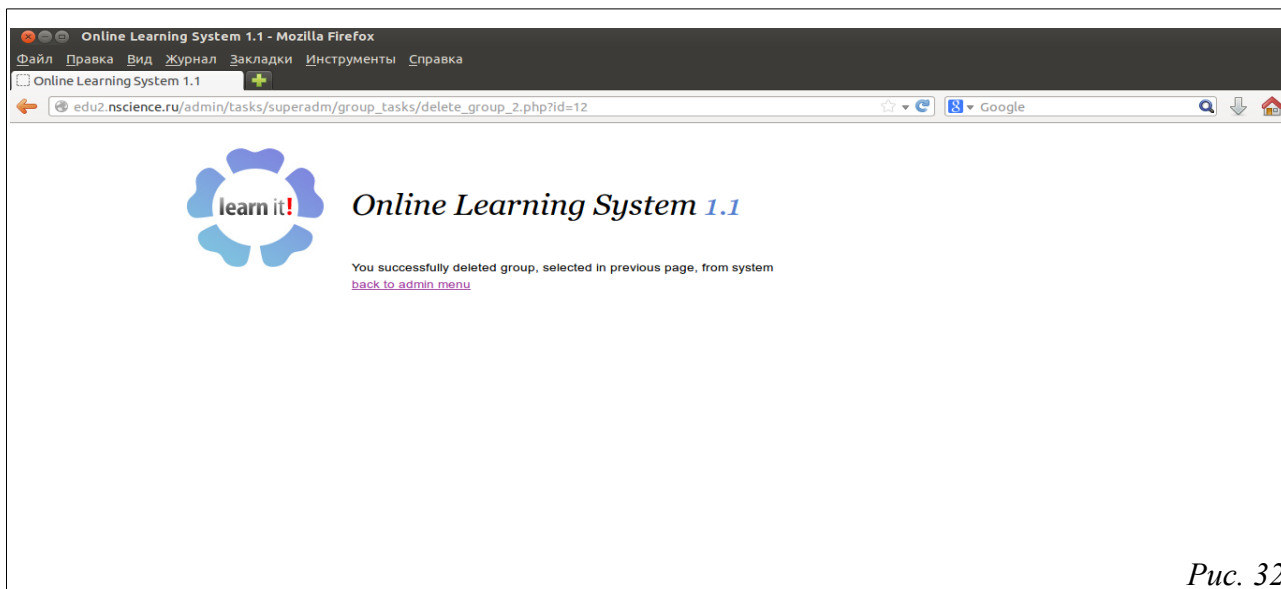 Online Learning System 1.1 - Mozilla Firefox
Файл Правка Вид Журнал Закладки Инструменты Справка
Online Learning System 1.1
edu2.nscience.ru/admin/tasks/superadm/group_tasks/delete_group_2.php?id=12
Google
learn it!
Online Learning System 1.1
You successfully deleted group, selected in previous page, from system
back to admin menu
Рис. 32